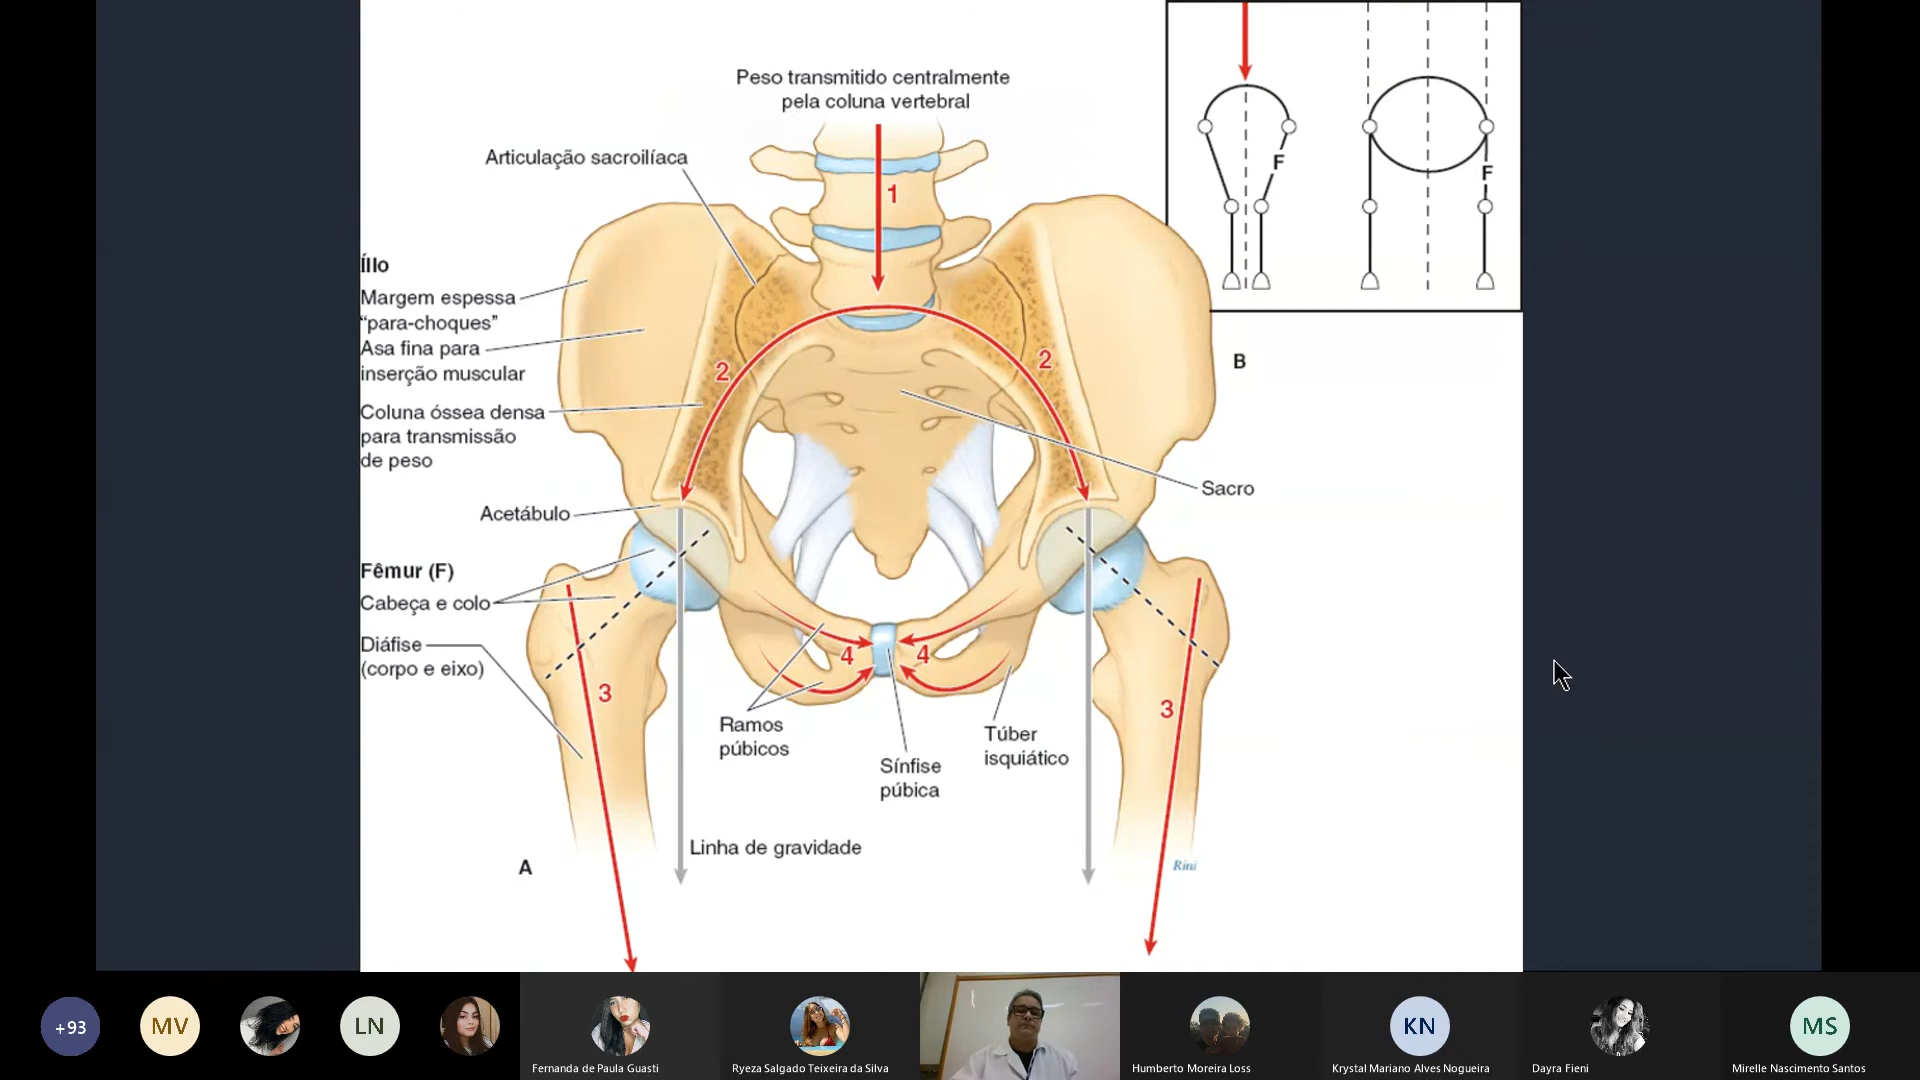 Peso transmitido centralmente
pela coluna vertebral
Articulação sacroilíaca
1
F
F
Íllo
Margem espessa
“para-choques”
Asa fina para
inserção muscular
2
2
B
Coluna óssea densa
para transmissão
de peso
Sacro
Acetábulo
Fêmur (F)
Cabeça e colo
Diáfise
(corpo e eixo)
4
4
3
3
Ramos
púbicos
Túber
isquiático
Sínfise
púbica
Linha de gravidade
A
Rini
+93
MV
LN
KN
MS
Fernanda de Paula Guasti
Ryeza Salgado Teixeira da Silva
Humberto Moreira Loss
Krystal Mariano Alves Nogueira
Dayra Fieni
Mirelle Nascimento Santos